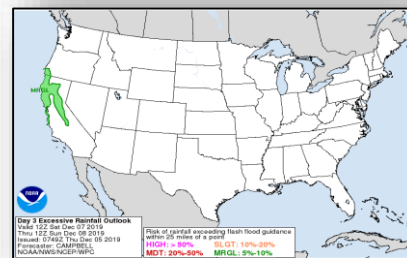 MRGL
NOAA
Day 3 Excessive Rainfall Outlook
Valid 12Z Sat Dec 07 2019
Thru 12Z Sun Dec 08 2019
Issued: 0749Z Thu Dec 05 2019
Forecaster: CAMPBELL
NOAA/NWS/NCEP/WPC
Risk of rainfall exceeding flash flood guidance
within 25 miles of a point
HIGH: > 50% SLGT: 10%-20%
MDT: 20%-50% MRGL: 5%-10%